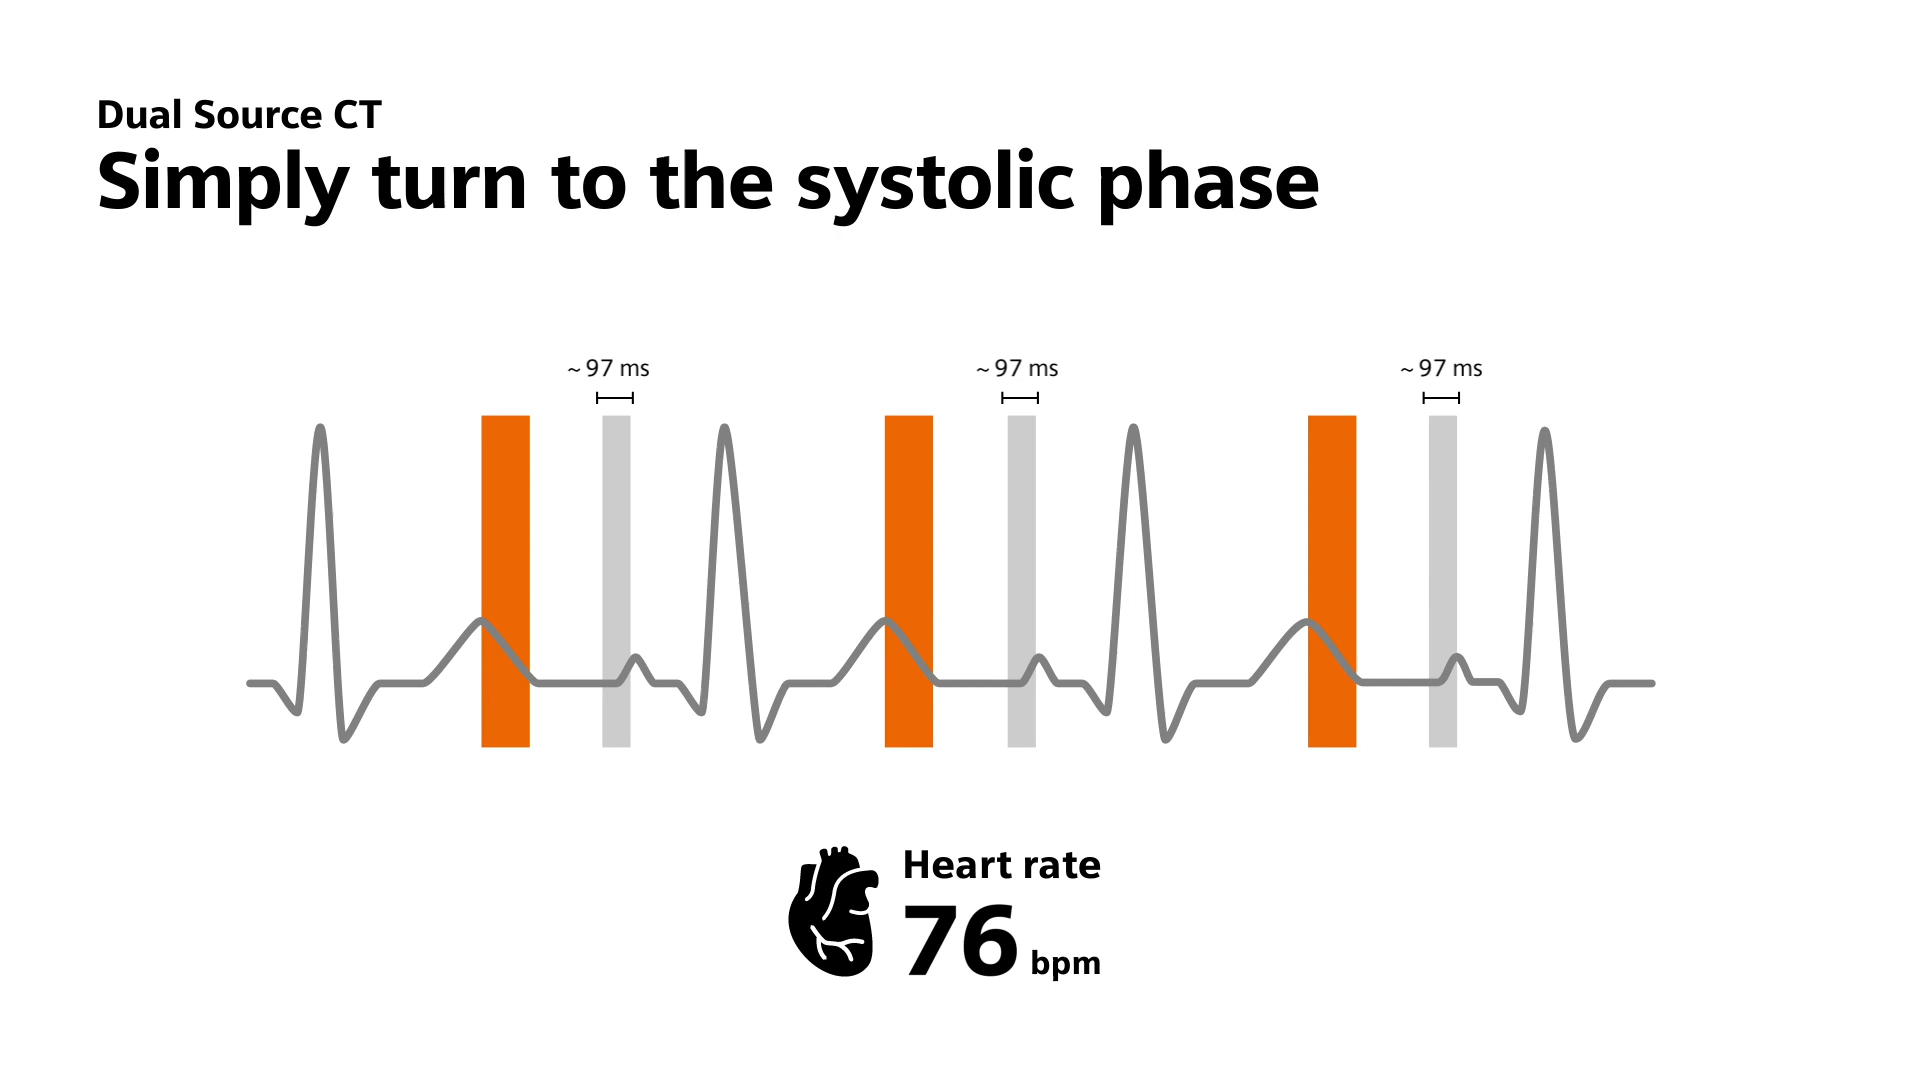 Dual Source CT
Simply turn to the systolic phase
~ 97 ms
~ 97 ms
~ 97 ms
Heart rate
76 bpm